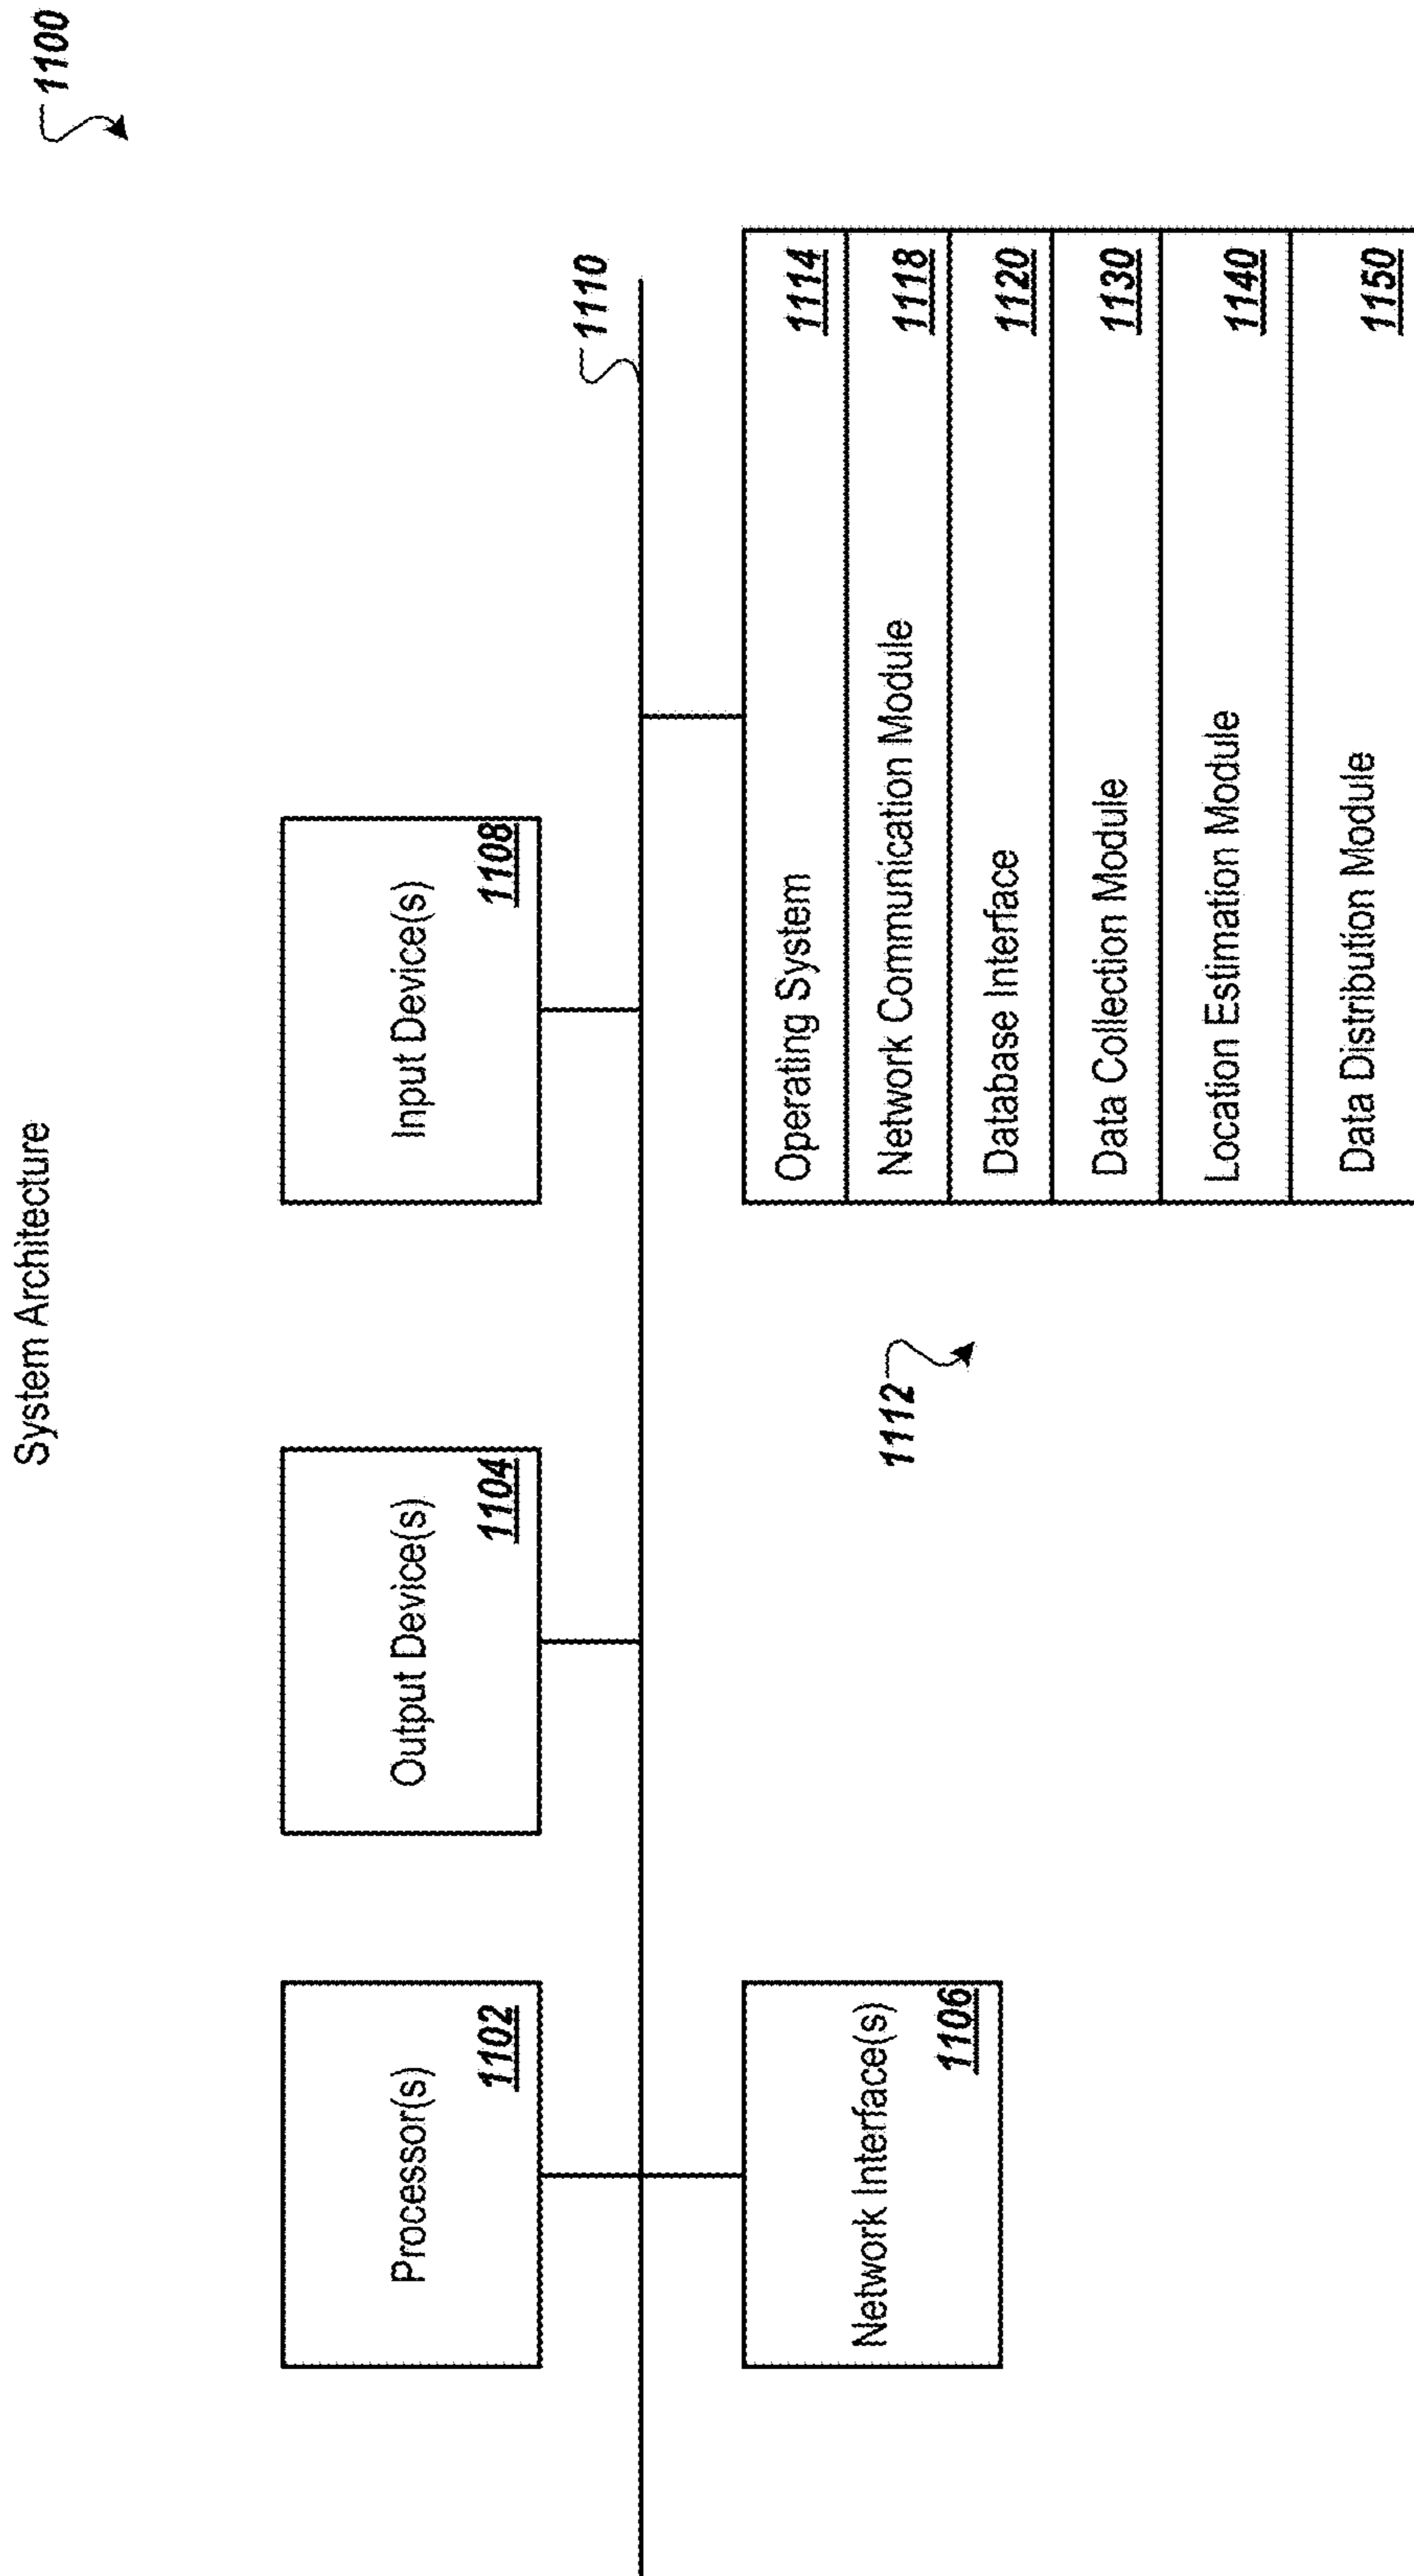 System Architecture
1100
Processor(s)
1102
Output Device(s)
1104
Input Device(s)
1108
1110
Network Interface(s)
1106
1112
Operating System 1114
Network Communication Module 1118
Database Interface 1120
Data Collection Module 1130
Location Estimation Module 1140
Data Distribution Module 1150